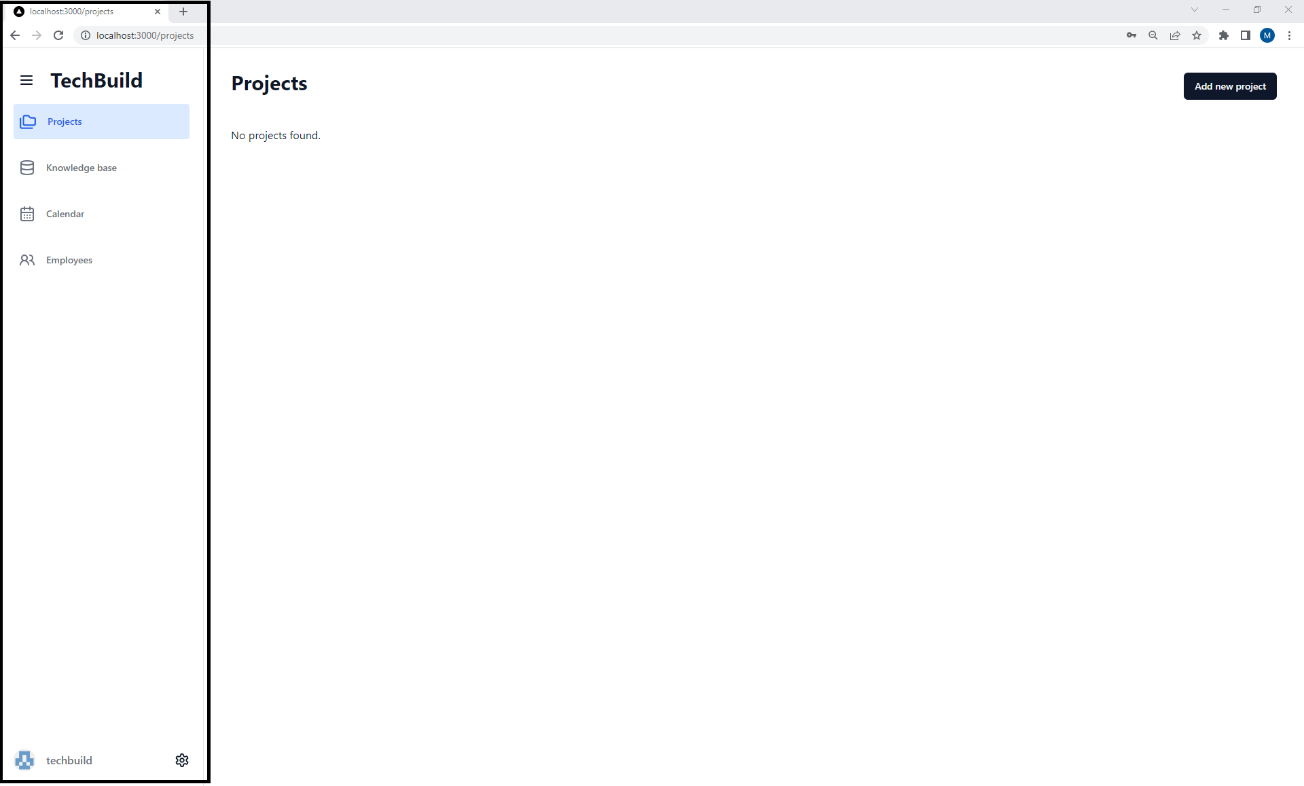 localhost:3000/projects
localhost:3000/projects
M
TechBuild
Projects
Knowledge base
Calendar
Employees
techbuild
Projects
Add new project
No projects found.